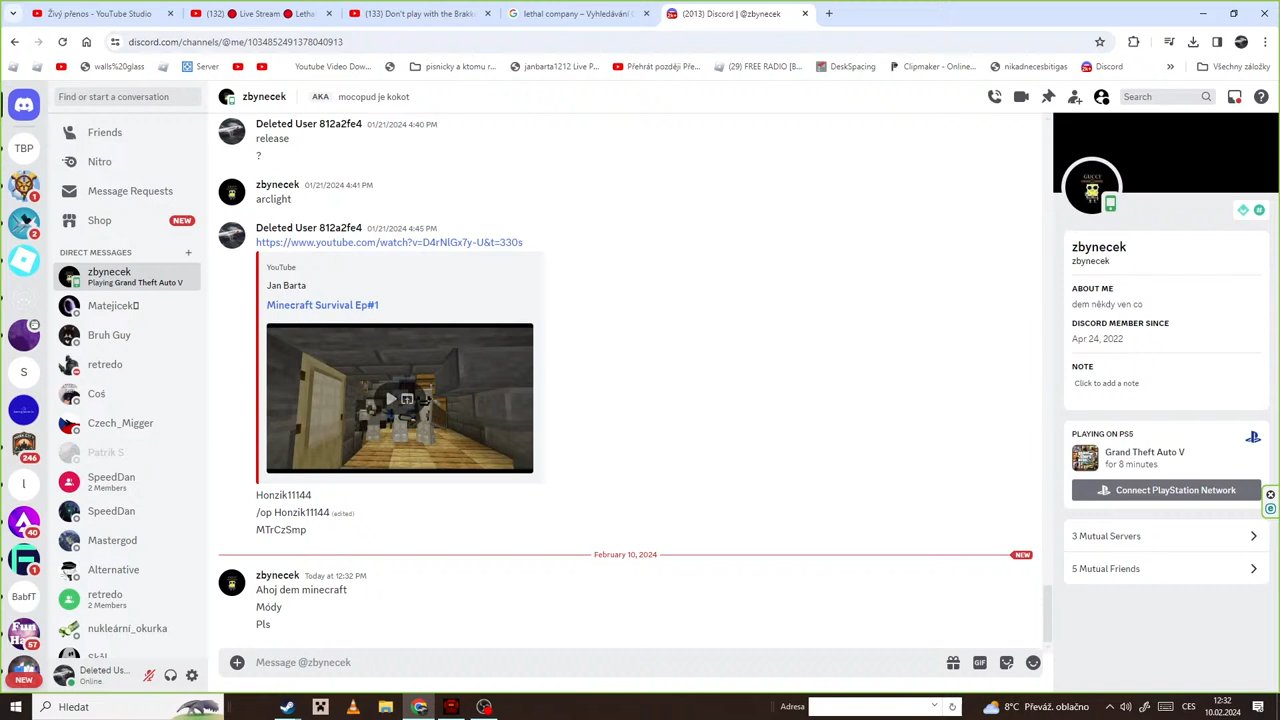 Živý přenos - YouTube Studio
(132) 🔴 Live Stream 🔴 Letha
(133) Don't play with the Brakk
lethal company – Vyhledávání
(2013) Discord | @zbynecek
discord.com/channels/@me/1034852491378040913
walls%20glass
Server
Youtube Video Dow...
pisnicky a ktomu r...
janbarta1212 Live P...
Přehrát později Pře...
(29) FREE RADIO [B...
DeskSpacing
Clipmaker - Online...
nikadnecesbitigas
Discord
Všechny záložky
Find or start a conversation
zbynecek
AKA
mocopud je kokot
Search
Friends
Nitro
Message Requests
Shop
NEW
DIRECT MESSAGES
zbynecek
Playing Grand Theft Auto V
Matejicek
Bruh Guy
retredo
Coś
Czech_Migger
Patrik S
SpeedDan
2 Members
SpeedDan
Mastergod
Alternative
retredo
2 Members
nukleární_okurka
Deleted Us...
Online
TBP
1
2
S
246
l
40
1
BabfT
57
NEW
Deleted User 812a2fe4 01/21/2024 4:40 PM
release
?
zbynecek 01/21/2024 4:41 PM
arclight
Deleted User 812a2fe4 01/21/2024 4:45 PM
https://www.youtube.com/watch?v=D4rNlGx7y-U&t=330s
YouTube
Jan Barta
Minecraft Survival Ep#1
Honzik11144
/op Honzik11144 (edited)
MTrCzSmp
February 10, 2024
NEW
zbynecek Today at 12:32 PM
Ahoj dem minecraft
Módy
Pls
Message @zbynecek
GIF
GUCCI
zbynecek
zbynecek
ABOUT ME
dem někdy ven co
DISCORD MEMBER SINCE
Apr 24, 2022
NOTE
Click to add a note
PLAYING ON PS5
Grand Theft Auto V
for 8 minutes
Connect PlayStation Network
3 Mutual Servers
5 Mutual Friends
Hledat
Adresa
8°C Převáž. oblačno
CES
12:32
10.02.2024